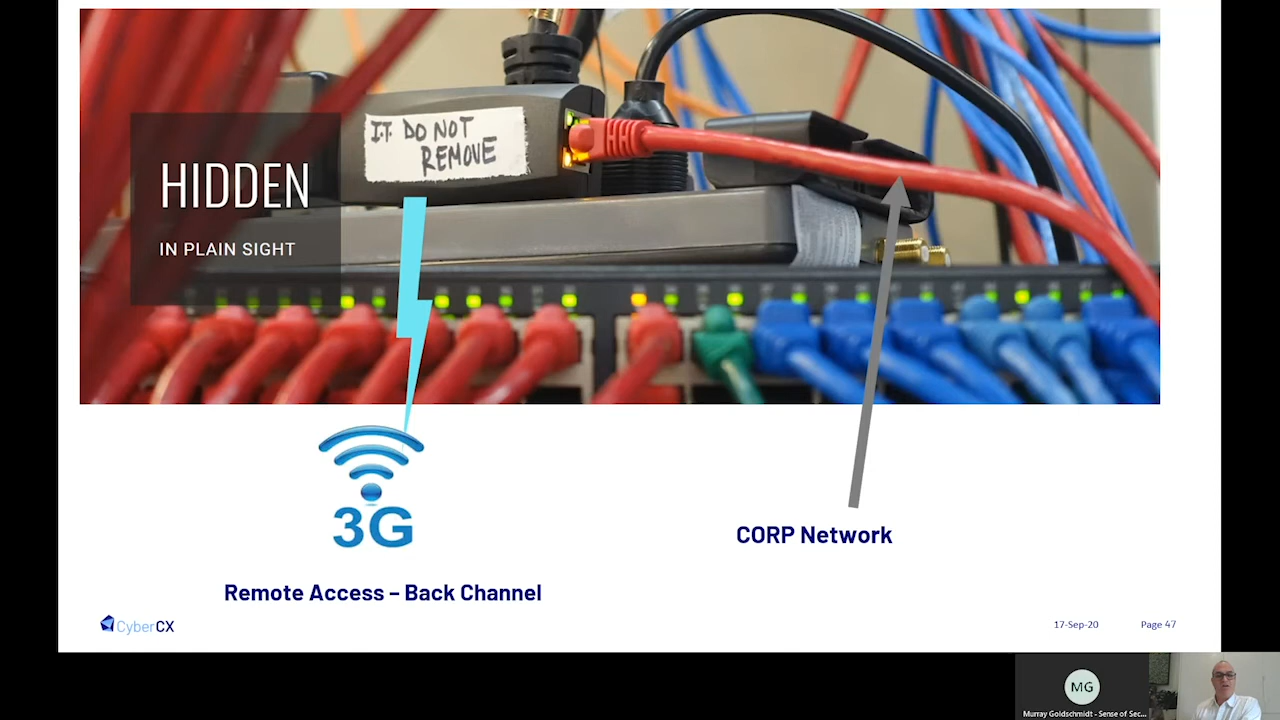 I.T. DO NOT
REMOVE
HIDDEN
IN PLAIN SIGHT
3G
CORP Network
Remote Access – Back Channel
CyberCX
17-Sep-20
Page 47
MG
Murray Goldschmidt - Sense of Sec...